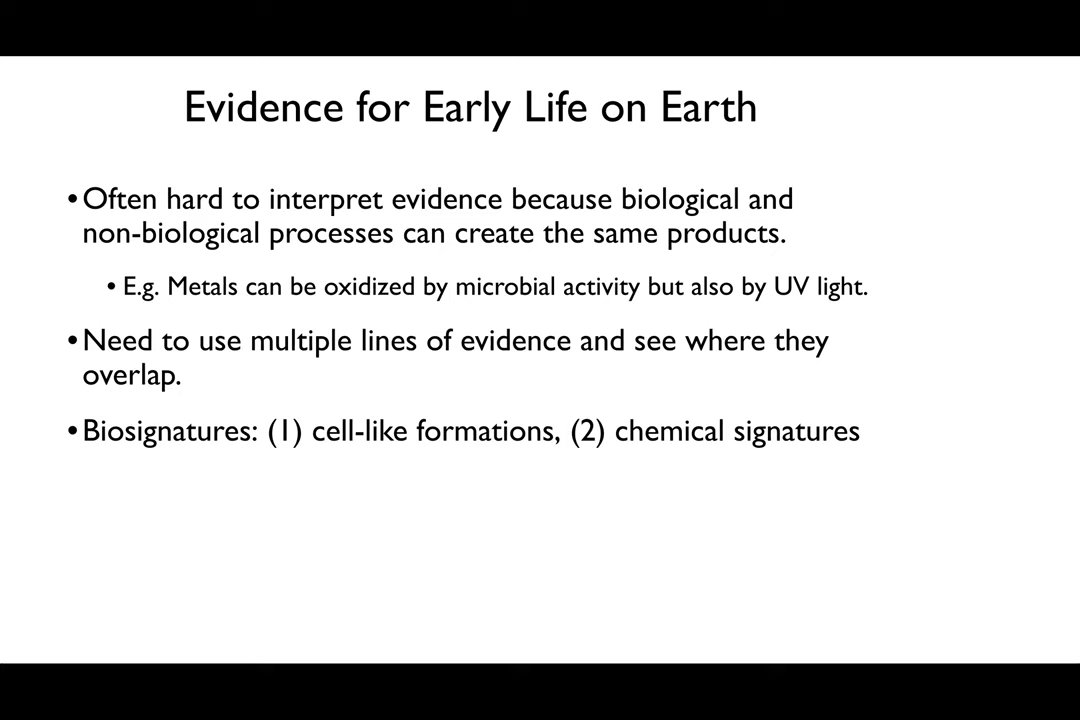 Evidence for Early Life on Earth
•Often hard to interpret evidence because biological and
non-biological processes can create the same products.
• E.g. Metals can be oxidized by microbial activity but also by UV light.
•Need to use multiple lines of evidence and see where they
overlap.
•Biosignatures: (1) cell-like formations, (2) chemical signatures